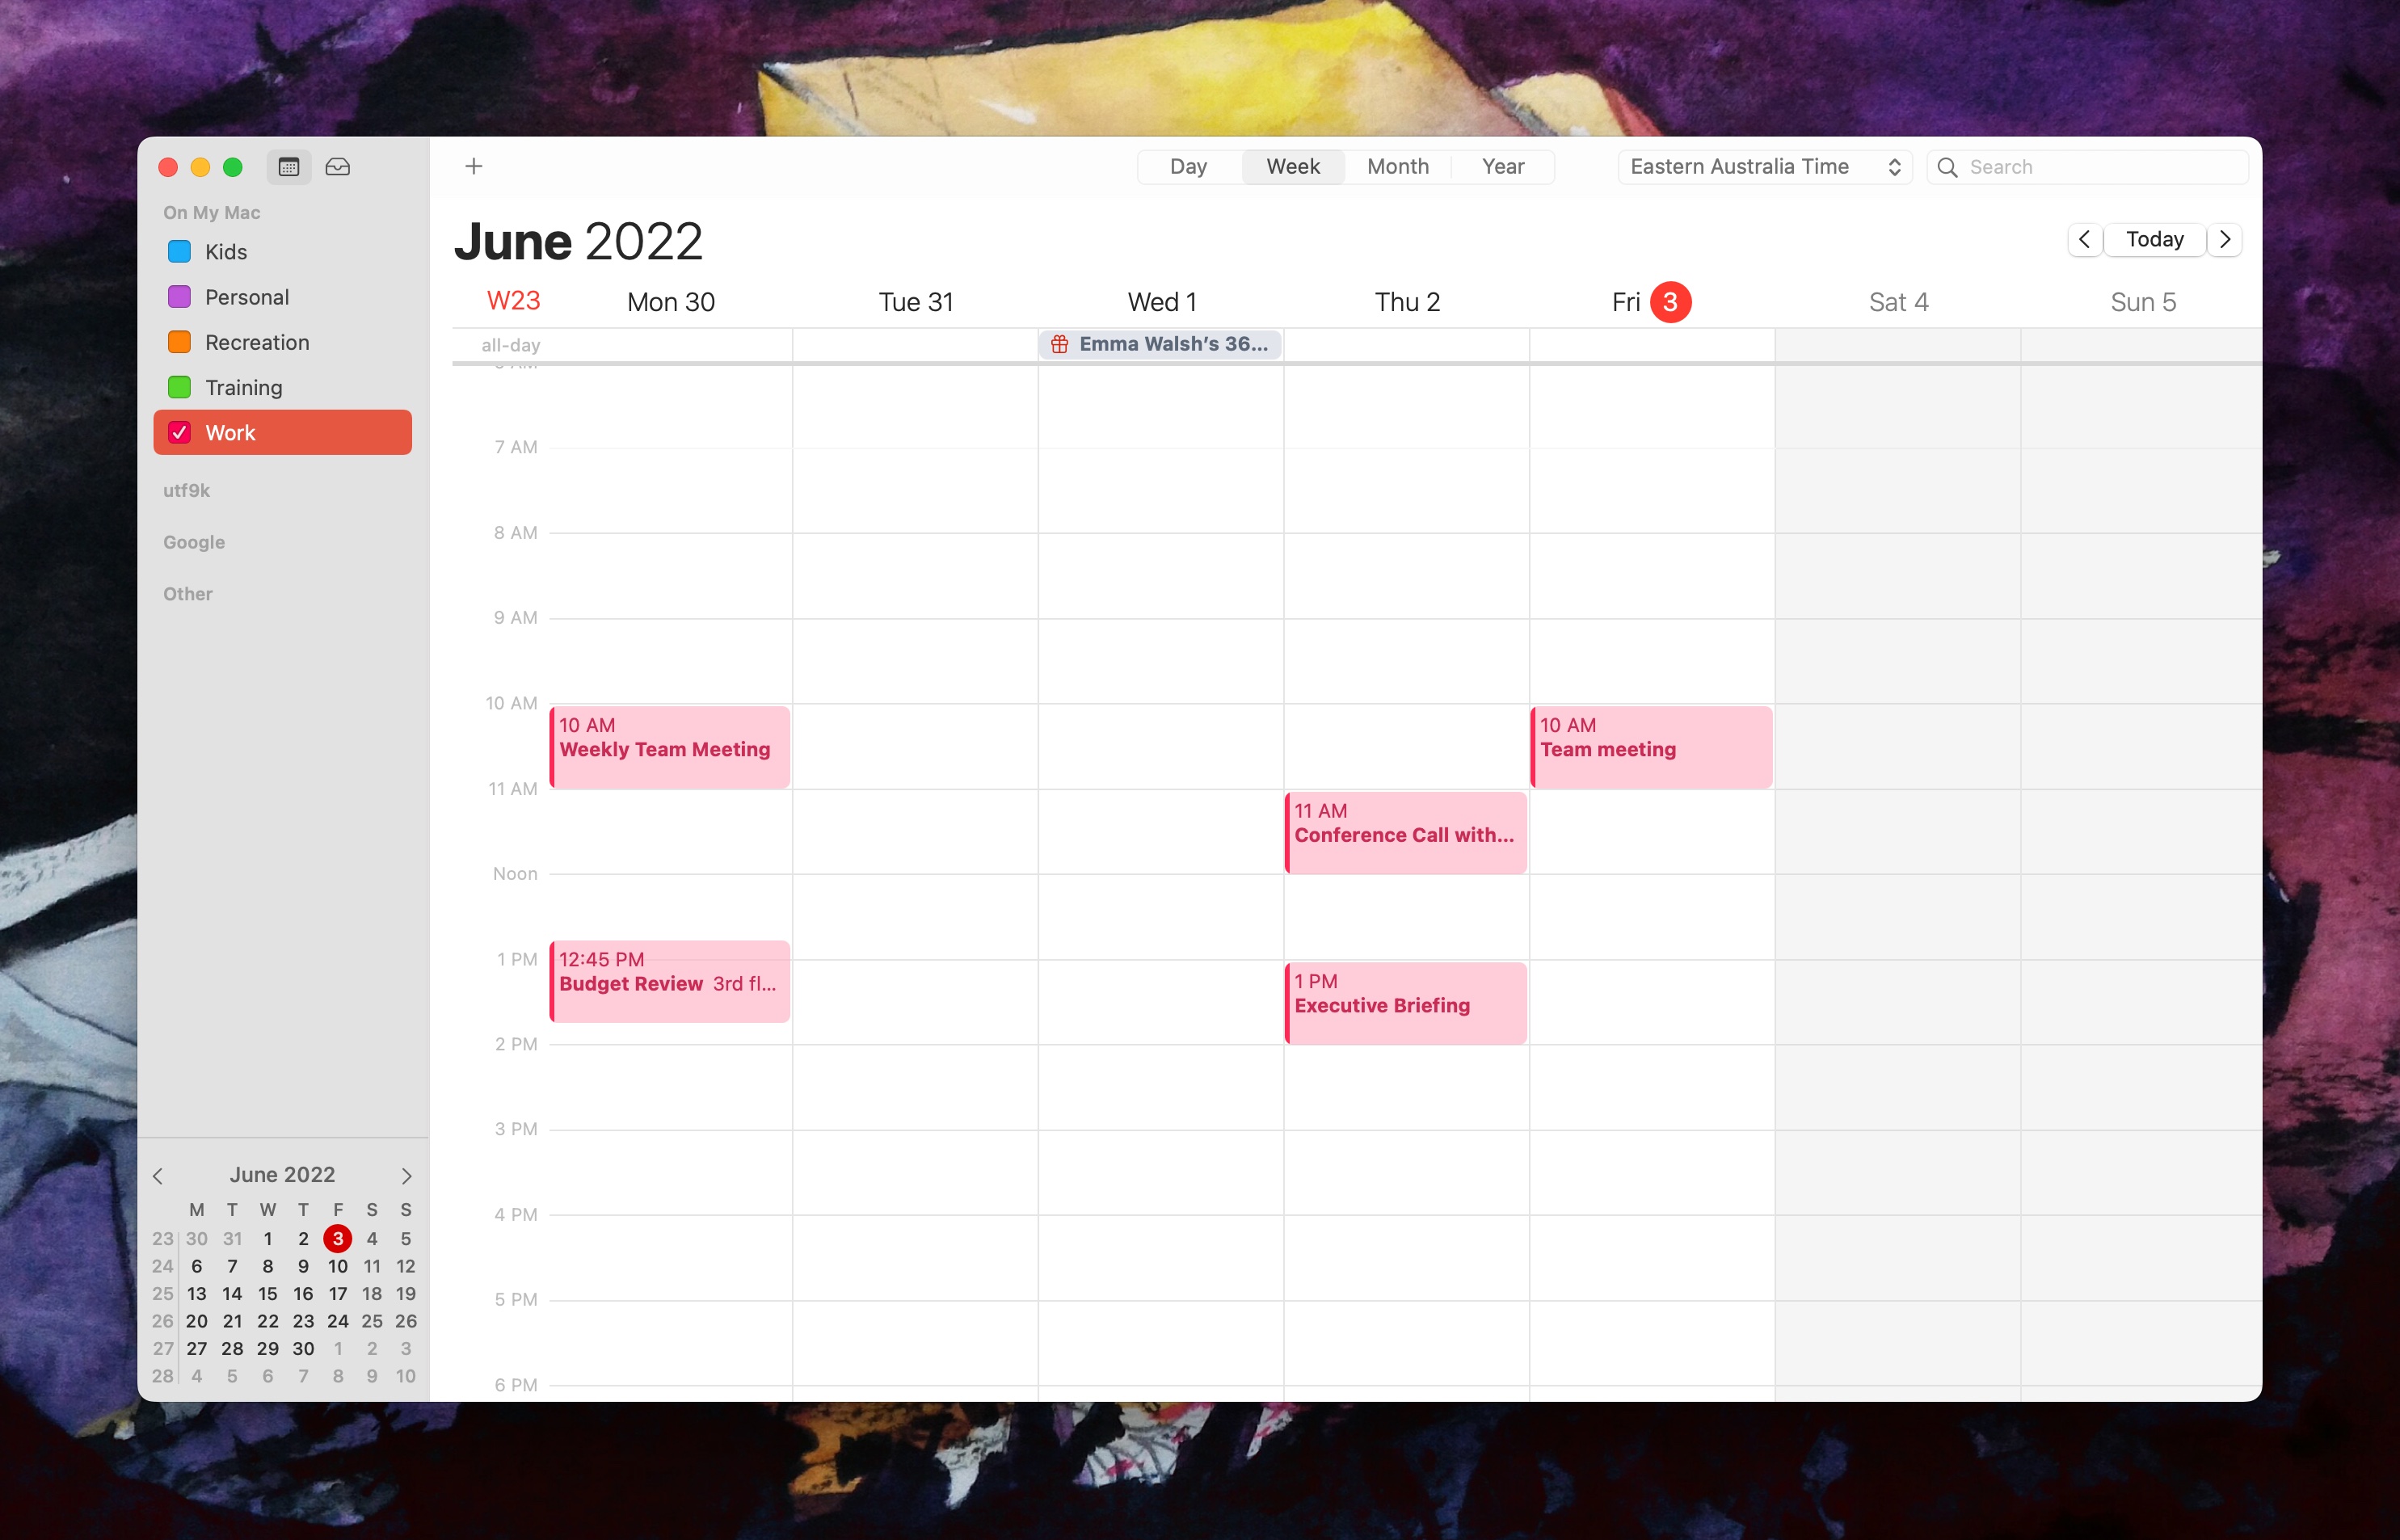 On My Mac
Kids
Personal
Recreation
Training
Work
utf9k
Google
Other
June 2022
M T W T F S S
23 30 31 1 2 3 4 5
24 6 7 8 9 10 11 12
25 13 14 15 16 17 18 19
26 20 21 22 23 24 25 26
27 27 28 29 30 1 2 3
28 4 5 6 7 8 9 10
Day Week Month Year Eastern Australia Time Search
June 2022
Today
W23 Mon 30 Tue 31 Wed 1 Thu 2 Fri 3 Sat 4 Sun 5
all-day Emma Walsh’s 36...
7 AM
8 AM
9 AM
10 AM
10 AM
Weekly Team Meeting
10 AM
Team meeting
11 AM
11 AM
Conference Call with...
Noon
1 PM
12:45 PM
Budget Review 3rd fl...
1 PM
Executive Briefing
2 PM
3 PM
4 PM
5 PM
6 PM